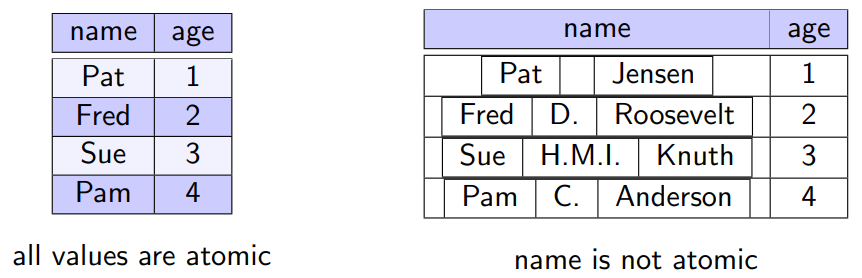 name age
Pat 1
Fred 2
Sue 3
Pam 4
all values are atomic
name age
Pat Jensen 1
Fred D. Roosevelt 2
Sue H.M.I. Knuth 3
Pam C. Anderson 4
name is not atomic